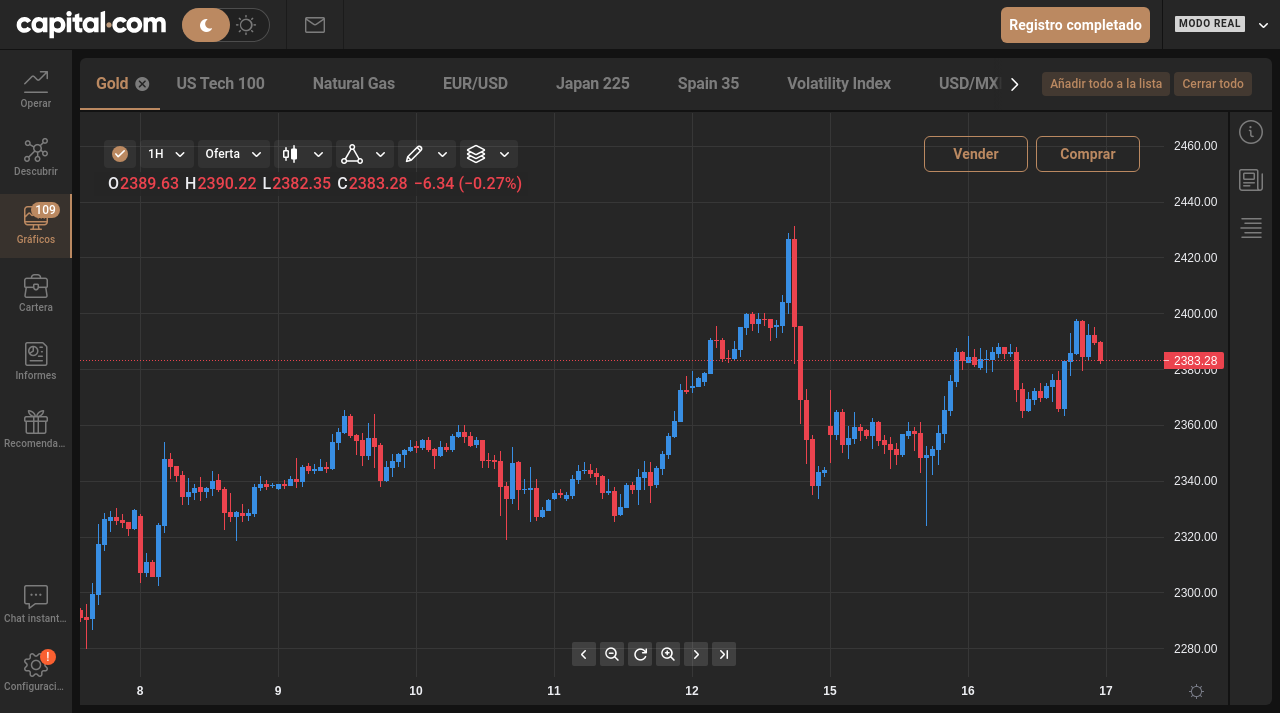 capital.com
Registro completado
MODO REAL
Operar
Descubrir
109
Gráficos
Cartera
Informes
Recomenda...
Chat instant...
!
Configuraci...
Gold
US Tech 100
Natural Gas
EUR/USD
Japan 225
Spain 35
Volatility Index
USD/MX
Añadir todo a la lista
Cerrar todo
1H
Oferta
Vender
Comprar
O2389.63 H2390.22 L2382.35 C2383.28 −6.34 (−0.27%)
2460.00
2440.00
2420.00
2400.00
2383.28
2380.00
2360.00
2340.00
2320.00
2300.00
2280.00
8 9 10 11 12 15 16 17